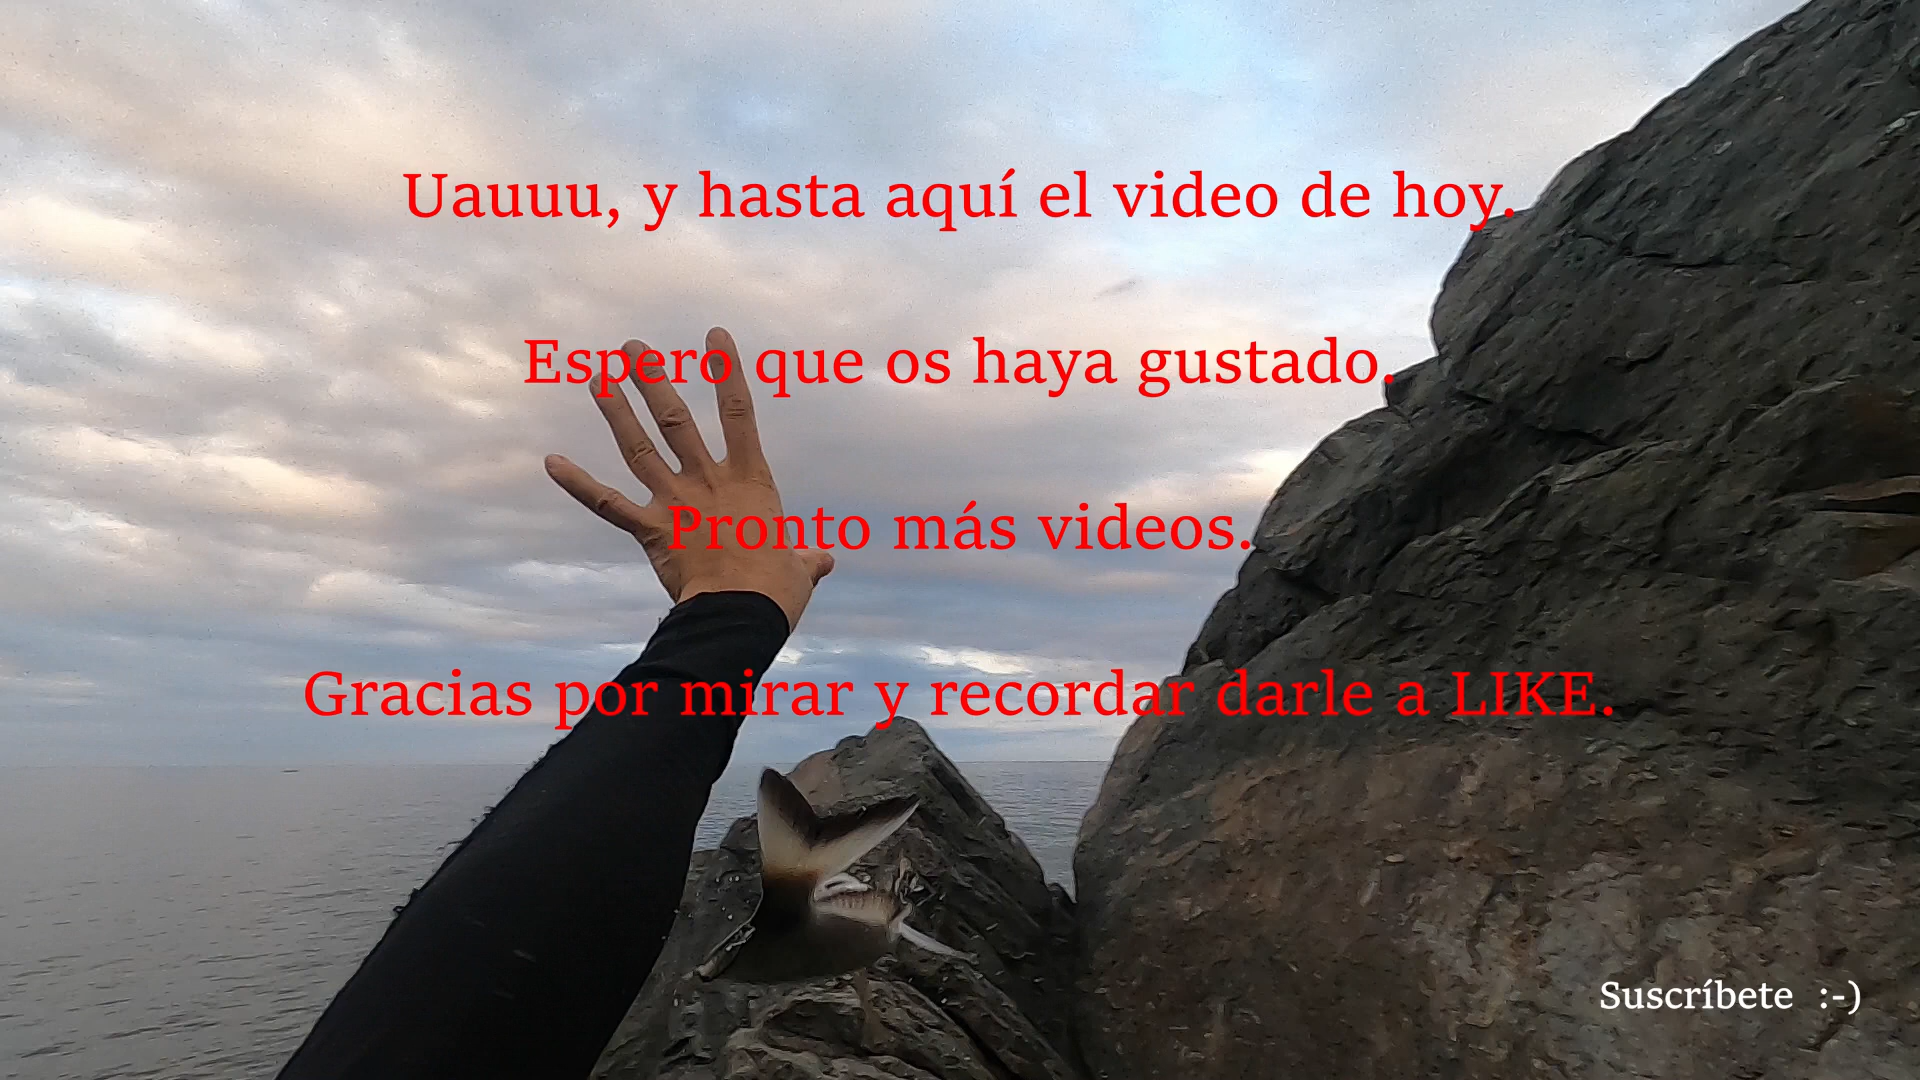 Uauuu, y hasta aquí el video de hoy.
Espero que os haya gustado.
Pronto más videos.
Gracias por mirar y recordar darle a LIKE.
Suscríbete :-)